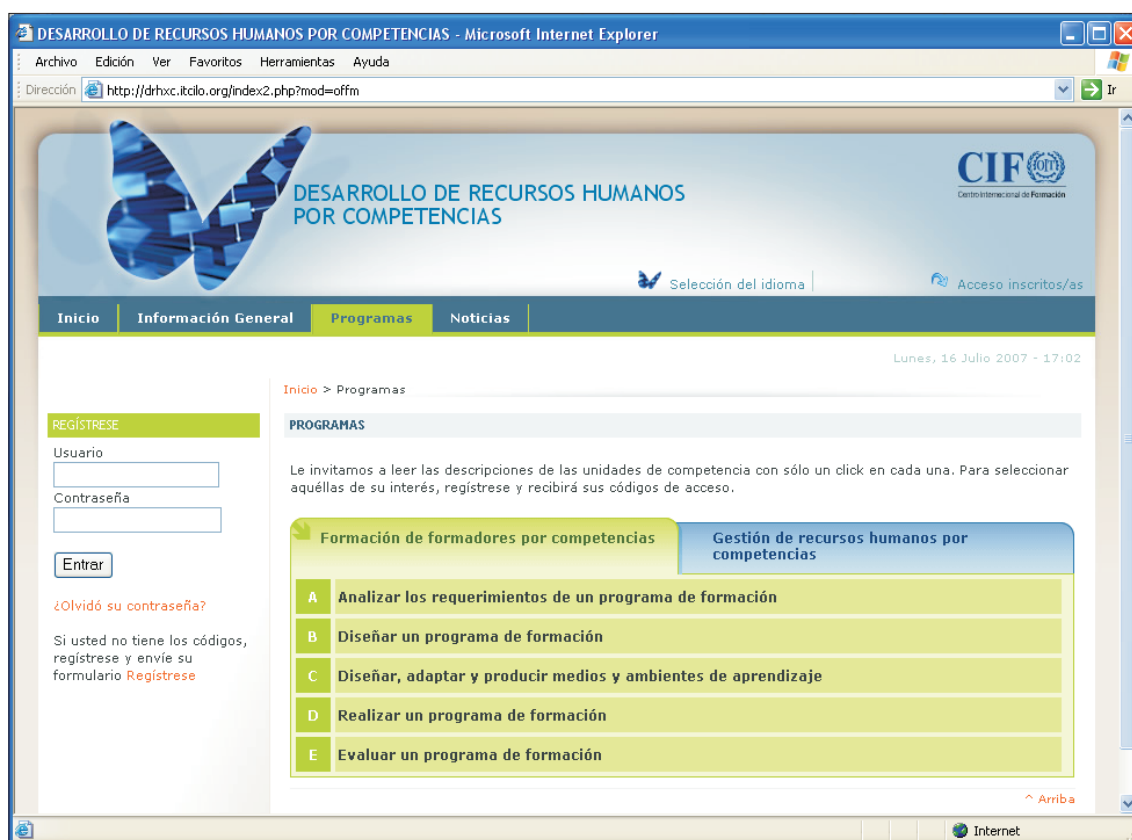 DESARROLLO DE RECURSOS HUMANOS POR COMPETENCIAS - Microsoft Internet Explorer
Archivo Edición Ver Favoritos Herramientas Ayuda
Dirección http://drhxc.itcilo.org/index2.php?mod=offm Ir
DESARROLLO DE RECURSOS HUMANOS
POR COMPETENCIAS
CIF
Centro Internacional de Formación
Selección del idioma
Acceso inscritos/as
Inicio Información General Programas Noticias
Lunes, 16 Julio 2007 - 17:02
Inicio > Programas
REGÍSTRESE
Usuario
Contraseña
Entrar
¿Olvidó su contraseña?
Si usted no tiene los códigos,
regístrese y envíe su
formulario Regístrese
PROGRAMAS
Le invitamos a leer las descripciones de las unidades de competencia con sólo un click en cada una. Para seleccionar
aquéllas de su interés, regístrese y recibirá sus códigos de acceso.
Formación de formadores por competencias
Gestión de recursos humanos por
competencias
A Analizar los requerimientos de un programa de formación
B Diseñar un programa de formación
C Diseñar, adaptar y producir medios y ambientes de aprendizaje
D Realizar un programa de formación
E Evaluar un programa de formación
^ Arriba
Internet